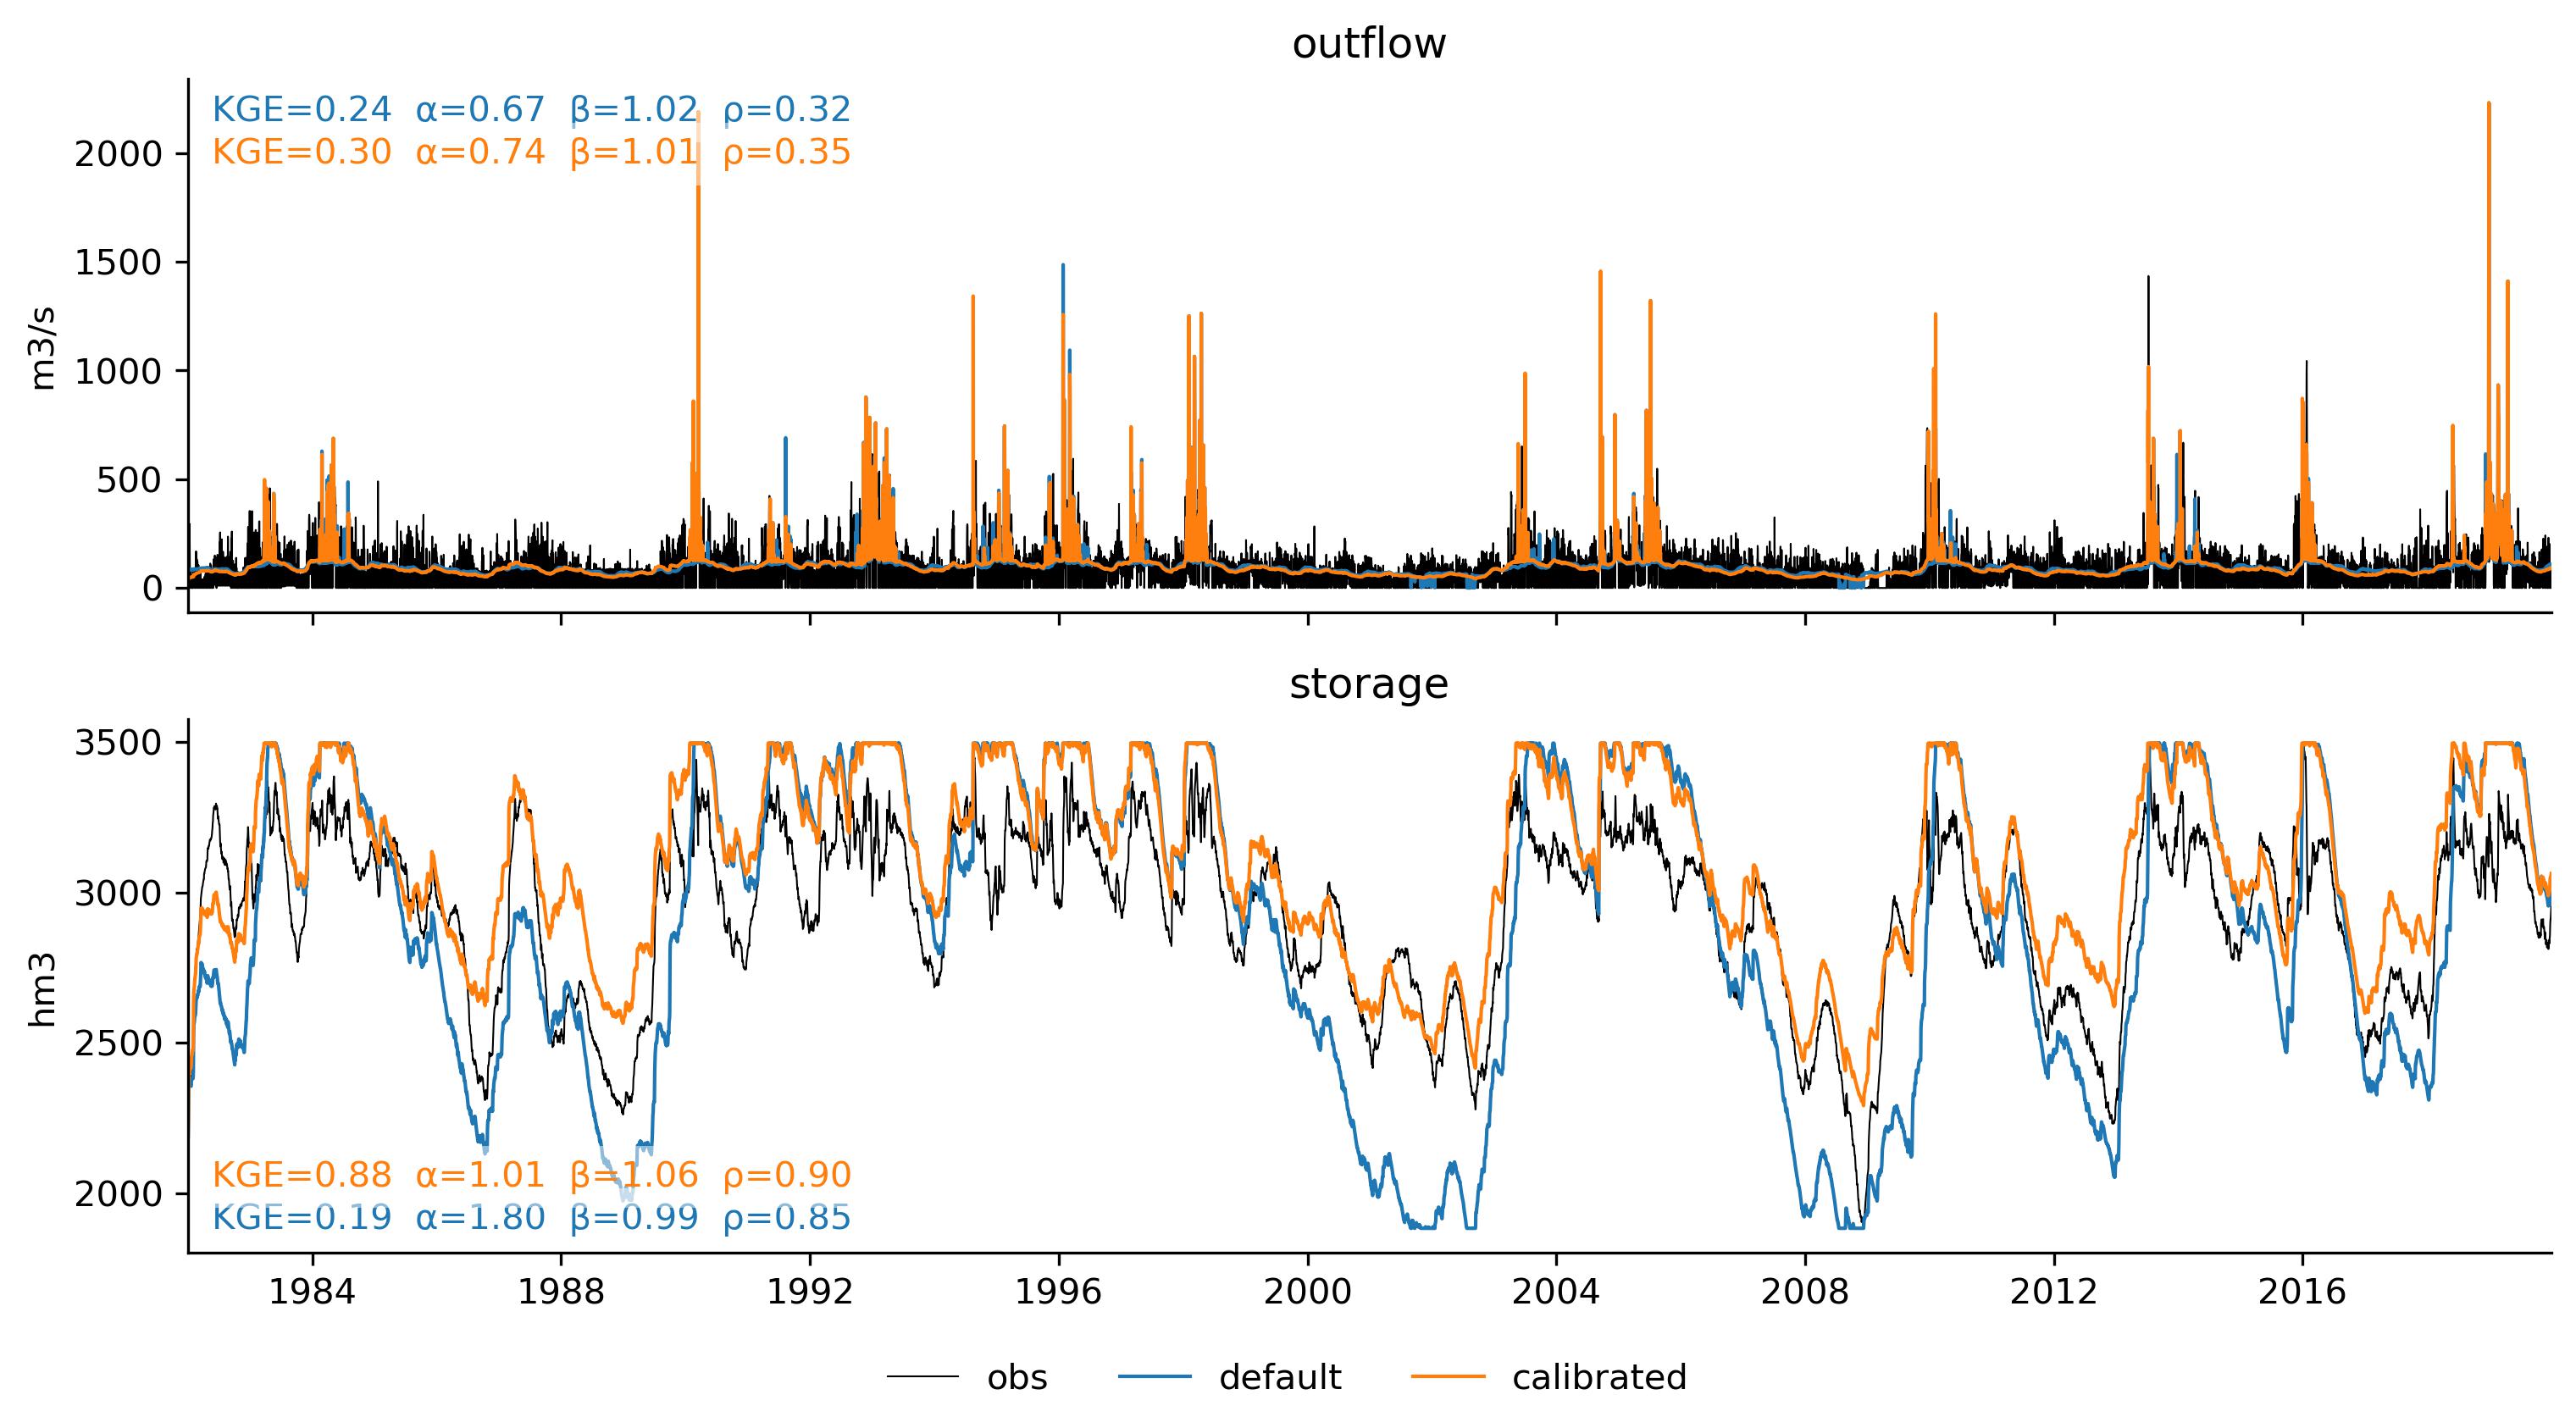 outflow
KGE=0.24 α=0.67 β=1.02 ρ=0.32
KGE=0.30 α=0.74 β=1.01 ρ=0.35
2000
1500
1000
500
0
m3/s
storage
3500
3000
2500
2000
hm3
KGE=0.88 α=1.01 β=1.06 ρ=0.90
KGE=0.19 α=1.80 β=0.99 ρ=0.85
1984 1988 1992 1996 2000 2004 2008 2012 2016
obs default calibrated